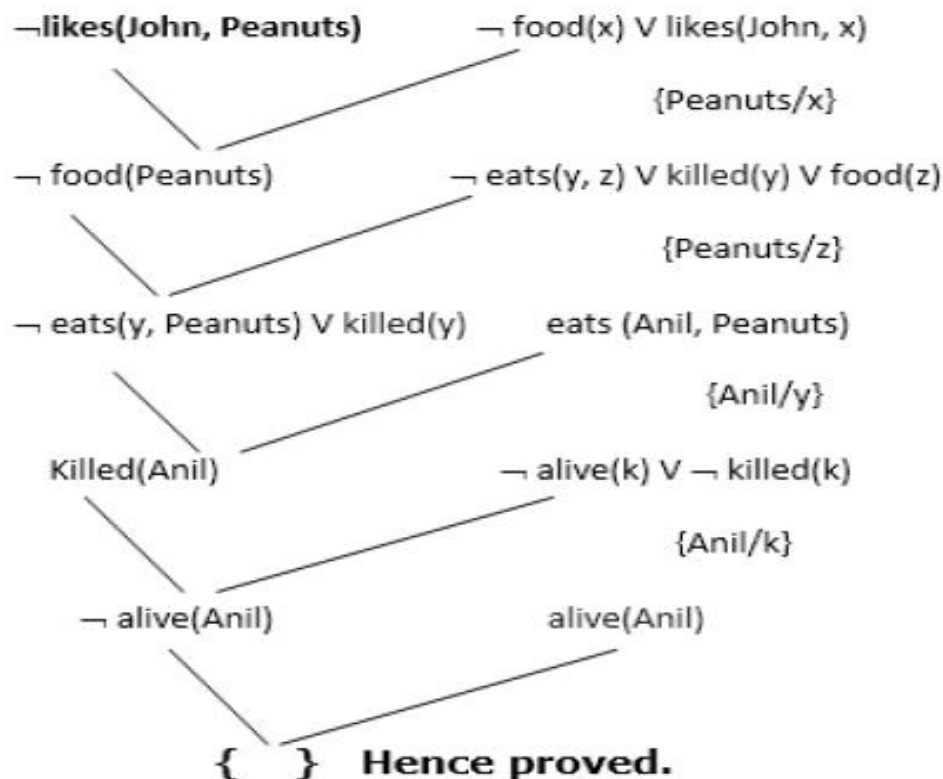 ¬likes(John, Peanuts) ¬ food(x) V likes(John, x)
{Peanuts/x}
¬ food(Peanuts) ¬ eats(y, z) V killed(y) V food(z)
{Peanuts/z}
¬ eats(y, Peanuts) V killed(y) eats (Anil, Peanuts)
{Anil/y}
Killed(Anil) ¬ alive(k) V ¬ killed(k)
{Anil/k}
¬ alive(Anil) alive(Anil)
{ } Hence proved.